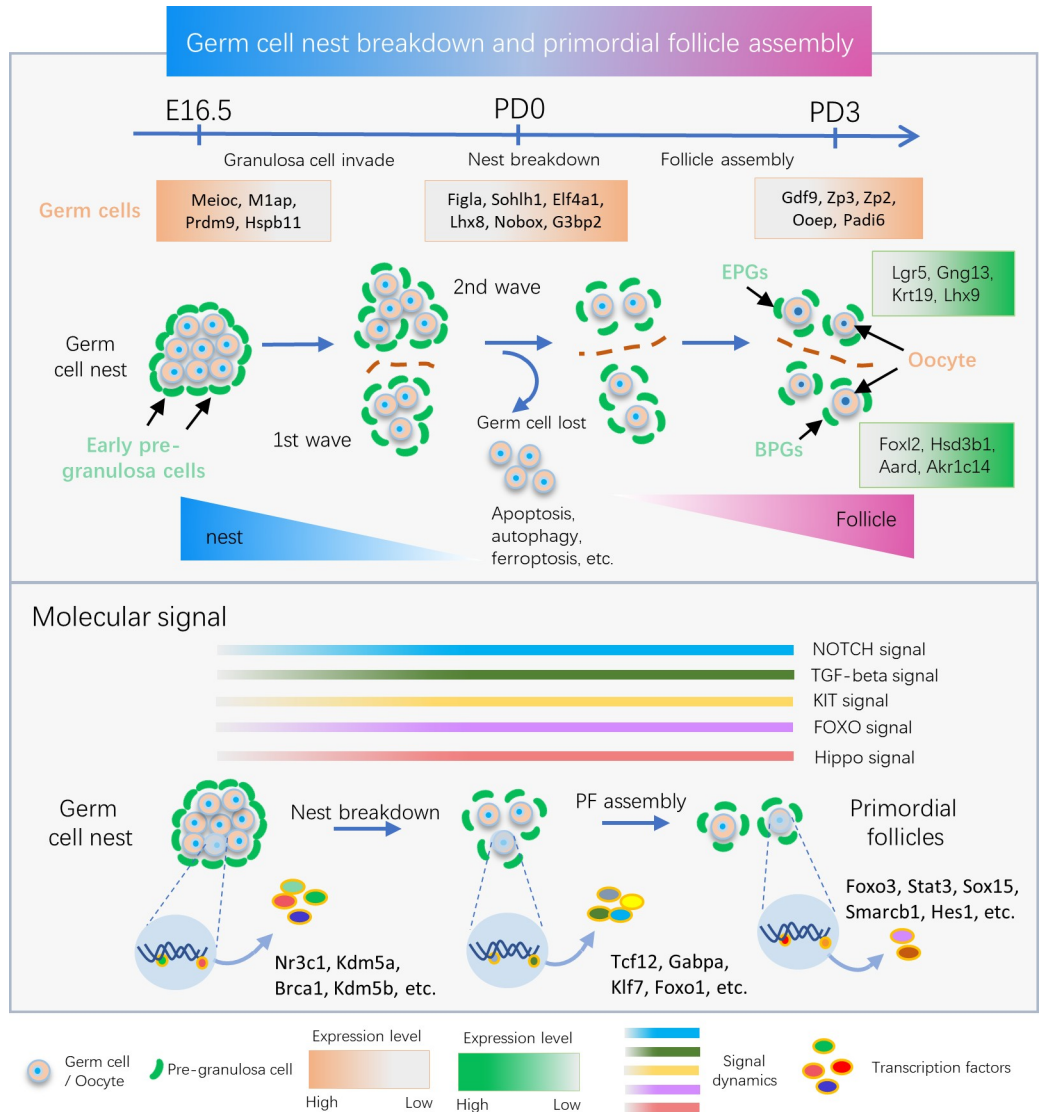 Germ cell nest breakdown and primordial follicle assembly
E16.5
PD0
PD3
Granulosa cell invade
Nest breakdown
Follicle assembly
Germ cells
Meioc, M1ap,
Prdm9, Hspb11
Figla, Sohlh1, Elf4a1,
Lhx8, Nobox, G3bp2
Gdf9, Zp3, Zp2,
Ooep, Padi6
EPGs
Lgr5, Gng13,
Krt19, Lhx9
2nd wave
Germ
cell nest
Oocyte
1st wave
Germ cell lost
Early pre-
granulosa cells
BPGs
Foxl2, Hsd3b1,
Aard, Akr1c14
nest
Apoptosis,
autophagy,
ferroptosis, etc.
Follicle
Molecular signal
NOTCH signal
TGF-beta signal
KIT signal
FOXO signal
Hippo signal
Germ
cell nest
Nest breakdown
PF assembly
Primordial
follicles
Nr3c1, Kdm5a,
Brca1, Kdm5b, etc.
Tcf12, Gabpa,
Klf7, Foxo1, etc.
Foxo3, Stat3, Sox15,
Smarcb1, Hes1, etc.
Germ cell
/ Oocyte
Pre-granulosa cell
Expression level
High
Low
Expression level
High
Low
Signal
dynamics
Transcription factors